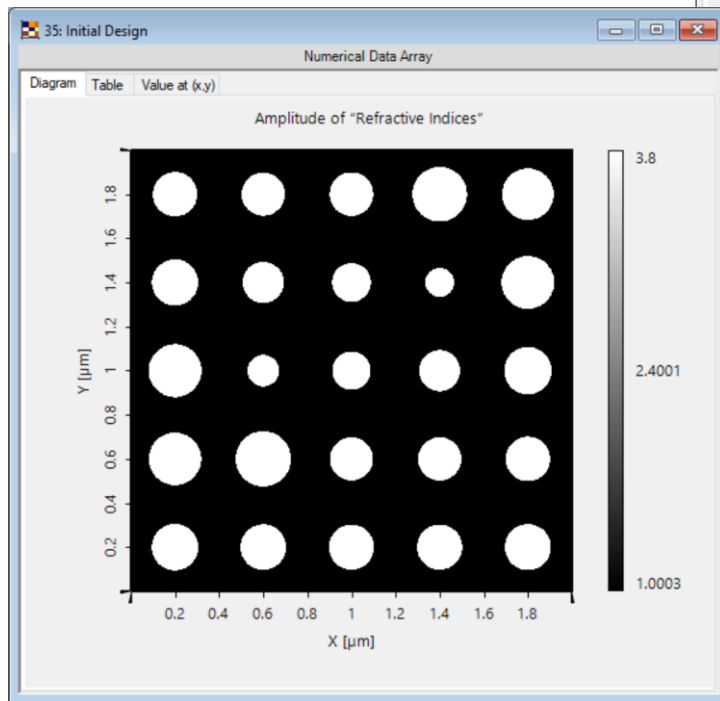 35: Initial Design
Numerical Data Array
Diagram Table Value at (x,y)
Amplitude of "Refractive Indices"
3.8
2.4001
1.0003
Y [µm]
1.8
1.6
1.4
1.2
1
0.8
0.6
0.4
0.2
0.2 0.4 0.6 0.8 1 1.2 1.4 1.6 1.8
X [µm]